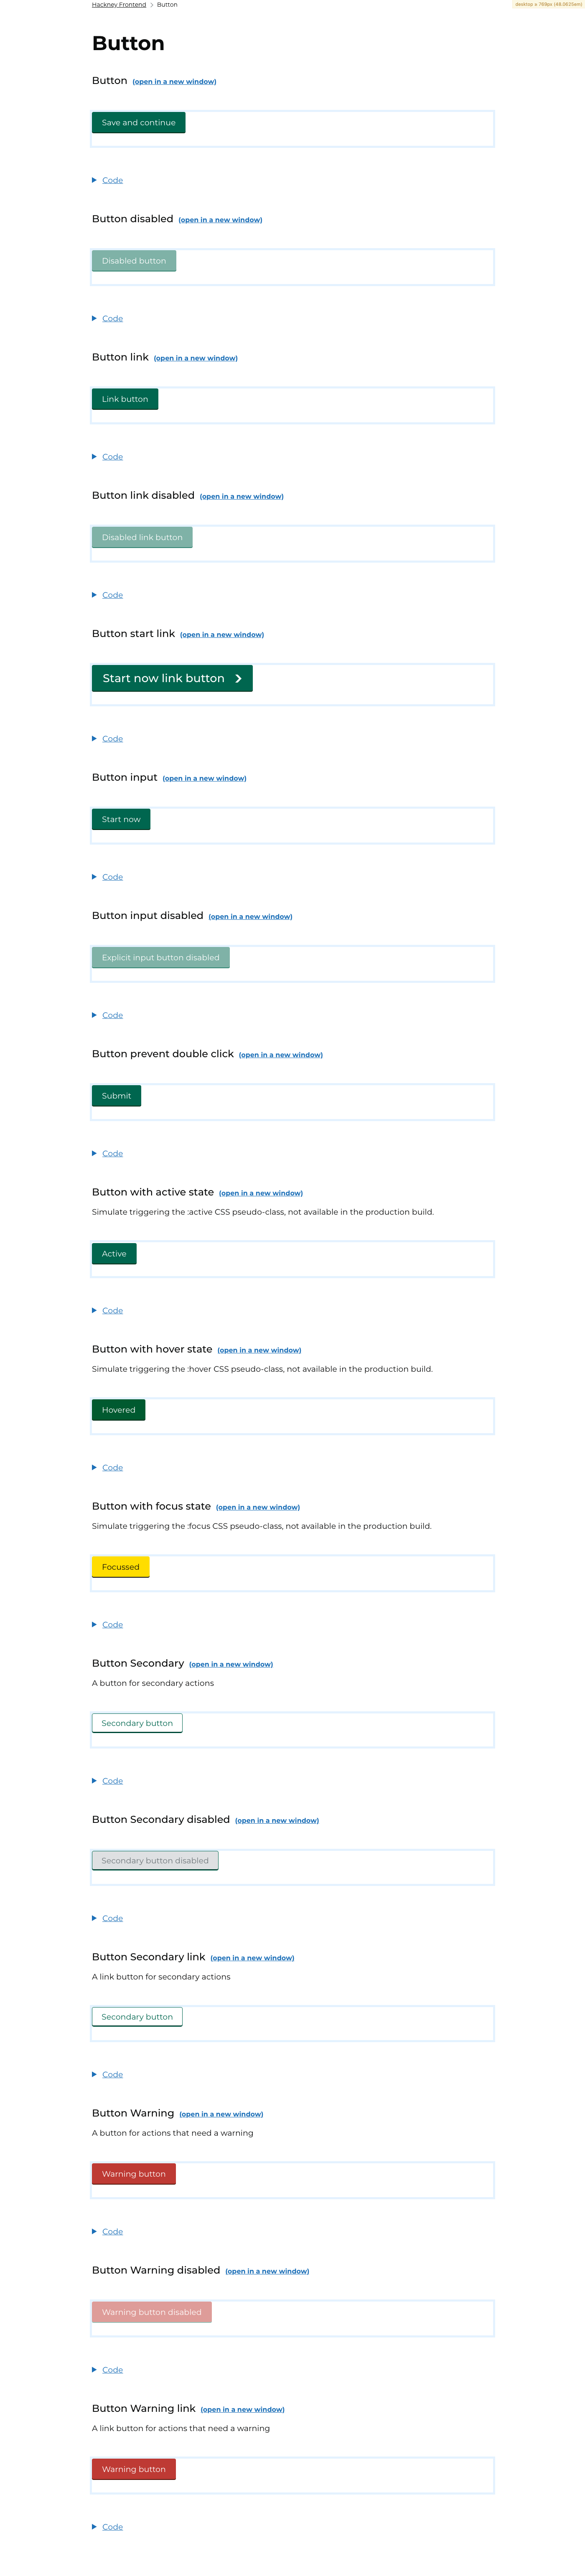 Hackney Frontend Button
desktop ≥ 769px (48.0625em)
Button
Button (open in a new window)
Save and continue
Code
Button disabled (open in a new window)
Disabled button
Code
Button link (open in a new window)
Link button
Code
Button link disabled (open in a new window)
Disabled link button
Code
Button start link (open in a new window)
Start now link button
Code
Button input (open in a new window)
Start now
Code
Button input disabled (open in a new window)
Explicit input button disabled
Code
Button prevent double click (open in a new window)
Submit
Code
Button with active state (open in a new window)
Simulate triggering the :active CSS pseudo-class, not available in the production build.
Active
Code
Button with hover state (open in a new window)
Simulate triggering the :hover CSS pseudo-class, not available in the production build.
Hovered
Code
Button with focus state (open in a new window)
Simulate triggering the :focus CSS pseudo-class, not available in the production build.
Focussed
Code
Button Secondary (open in a new window)
A button for secondary actions
Secondary button
Code
Button Secondary disabled (open in a new window)
Secondary button disabled
Code
Button Secondary link (open in a new window)
A link button for secondary actions
Secondary button
Code
Button Warning (open in a new window)
A button for actions that need a warning
Warning button
Code
Button Warning disabled (open in a new window)
Warning button disabled
Code
Button Warning link (open in a new window)
A link button for actions that need a warning
Warning button
Code